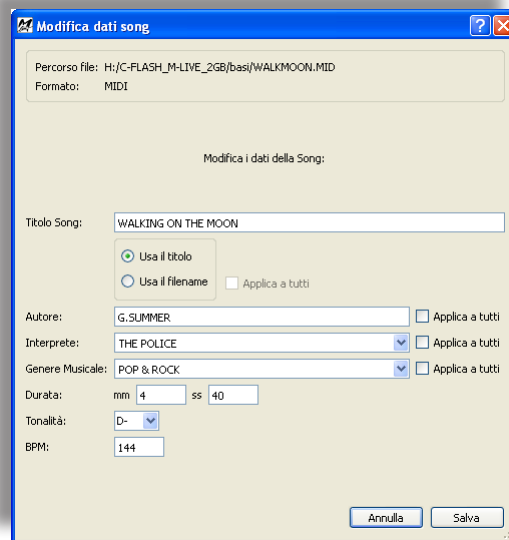 Modifica dati song
Percorso file: H:/C-FLASH_M-LIVE_2GB/basi/WALKMOON.MID
Formato: MIDI
Modifica i dati della Song:
Titolo Song: WALKING ON THE MOON
Usa il titolo
Usa il filename Applica a tutti
Autore: G.SUMMER Applica a tutti
Interprete: THE POLICE Applica a tutti
Genere Musicale: POP & ROCK Applica a tutti
Durata: mm 4 ss 40
Tonalità: D-
BPM: 144
Annulla Salva